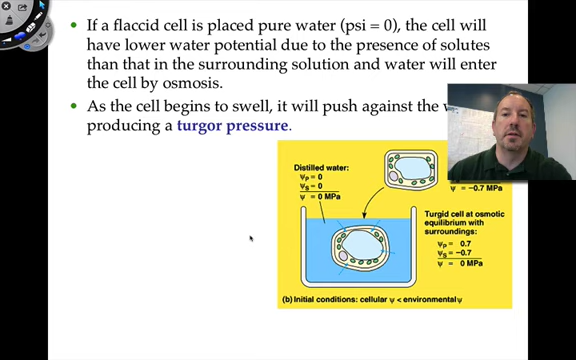 If a flaccid cell is placed pure water (psi = 0), the cell will
have lower water potential due to the presence of solutes
than that in the surrounding solution and water will enter
the cell by osmosis.
As the cell begins to swell, it will push against the w
producing a turgor pressure.
Distilled water:
ψP = 0
ψS = 0
ψ = 0 MPa
ψ = −0.7 MPa
Turgid cell at osmotic
equilibrium with
surroundings:
ψP = 0.7
ψS = −0.7
ψ = 0 MPa
(b) Initial conditions: cellular ψ < environmental ψ